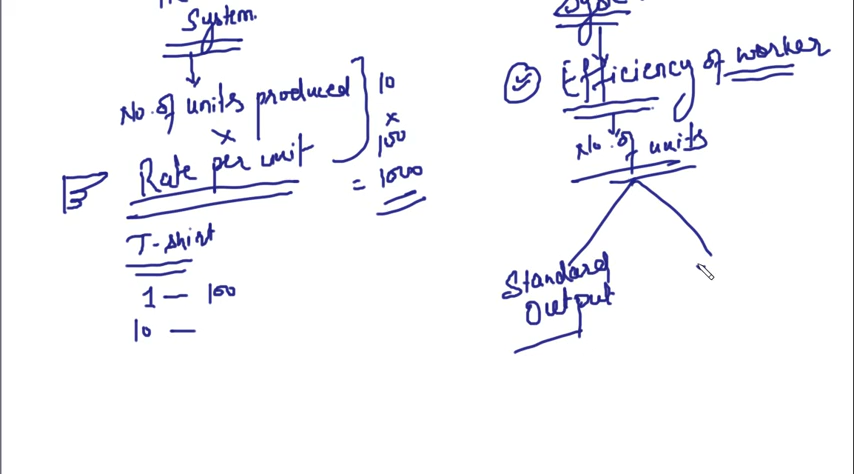 System.
No. of units produced
x
Rate per unit
10
x
100
= 1000
T-shirt
1 — 100
10 —
Efficiency of worker
No. of units
Standard
Output